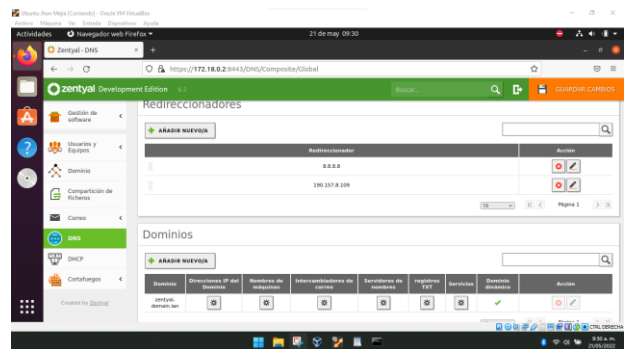 Ubuntu Jhon Mejia [Corriendo] - Oracle VM VirtualBox
Archivo Máquina Ver Entrada Dispositivos Ayuda
Actividades Navegador web Firefox 21 de may 09:30
Zentyal - DNS
https://172.18.0.2:8443/DNS/Composite/Global
zentyal Development Edition 6.2 Buscar... GUARDAR CAMBIOS
Gestión de software
Usuarios y Equipos
Dominio
Compartición de Ficheros
Correo
DNS
DHCP
Cortafuegos
Created by Zentyal
Redireccionadores
AÑADIR NUEVO/A
Redireccionador Acción
8.8.8.8
190.157.8.109
10 Página 1
Dominios
AÑADIR NUEVO/A
Dominio Direcciones IP del Dominio Nombres de máquinas Intercambiadores de correo Servidores de nombres registros TXT Servicios Dominio dinámico Acción
zentyal-domain.lan
CTRL DERECHA
9:30 a. m.
21/05/2022